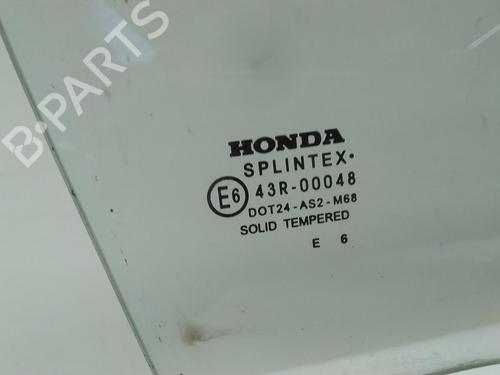 B-PARTS
HONDA
SPLINTEX•
E6 43R-00048
DOT24-AS2-M68
SOLID TEMPERED
E 6